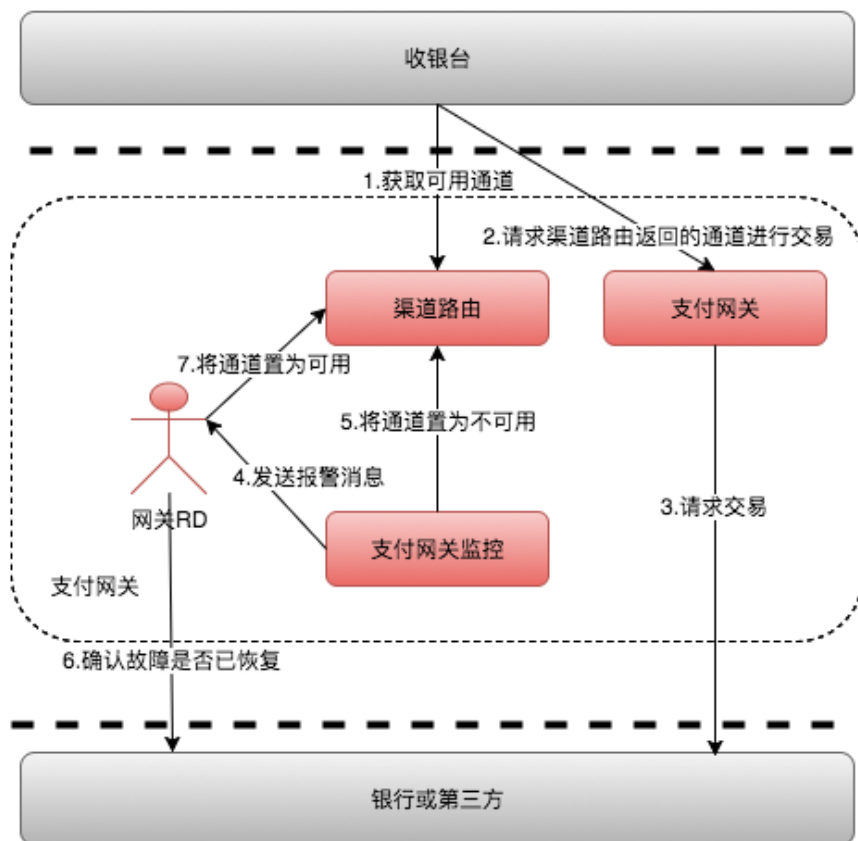 收银台
1.获取可用通道
2.请求渠道路由返回的通道进行交易
渠道路由
支付网关
7.将通道置为可用
5.将通道置为不可用
4.发送报警消息
3.请求交易
网关RD
支付网关监控
支付网关
6.确认故障是否已恢复
银行或第三方